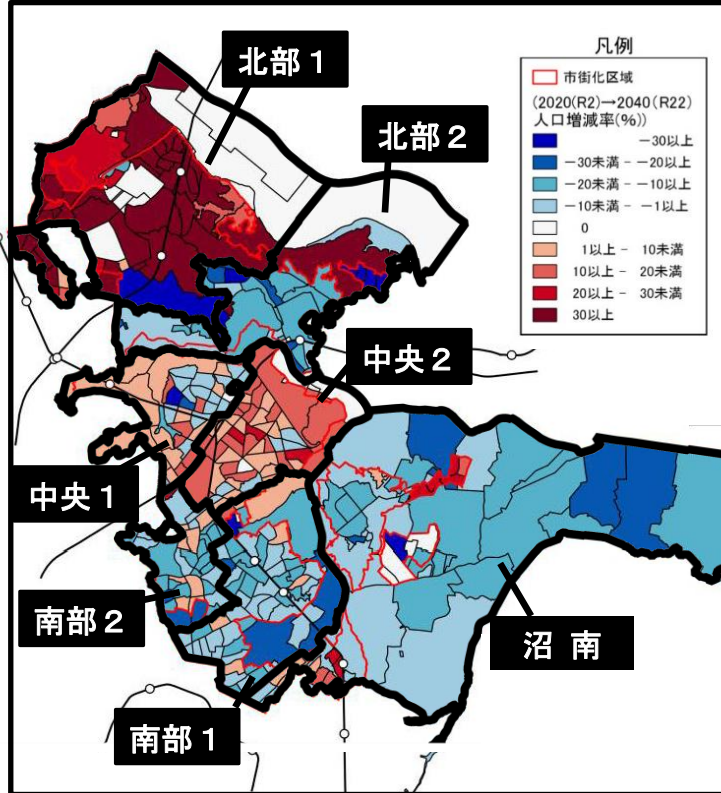 北部１
北部２
中央２
中央１
南部２
沼 南
南部１
凡例
市街化区域
(2020(R2)→2040(R22)
人口増減率(%))
－30以上
－30未満 － －20以上
－20未満 － －10以上
－10未満 － －1以上
0
1以上 － 10未満
10以上 － 20未満
20以上 － 30未満
30以上